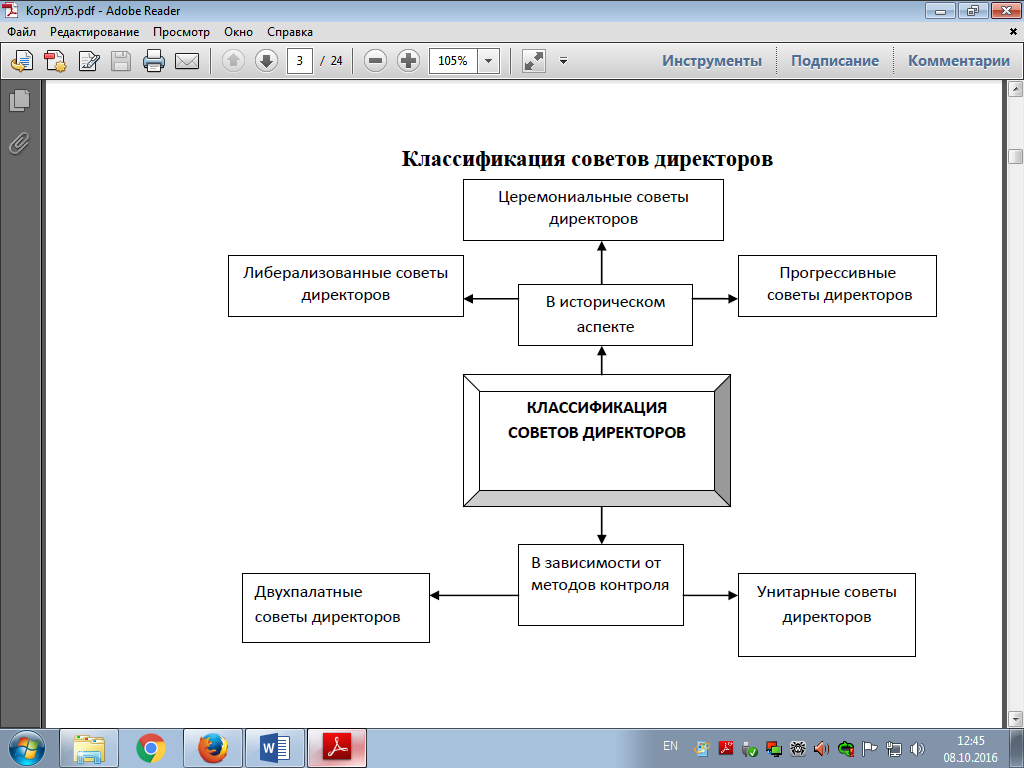 КорпУл5.pdf - Adobe Reader
Файл Редактирование Просмотр Окно Справка
3 / 24 105% Инструменты Подписание Комментарии
Классификация советов директоров
Церемониальные советы
директоров
Либерализованные советы
директоров
Прогрессивные
советы директоров
В историческом
аспекте
КЛАССИФИКАЦИЯ
СОВЕТОВ ДИРЕКТОРОВ
В зависимости от
методов контроля
Двухпалатные
советы директоров
Унитарные советы
директоров
EN
12:45
08.10.2016